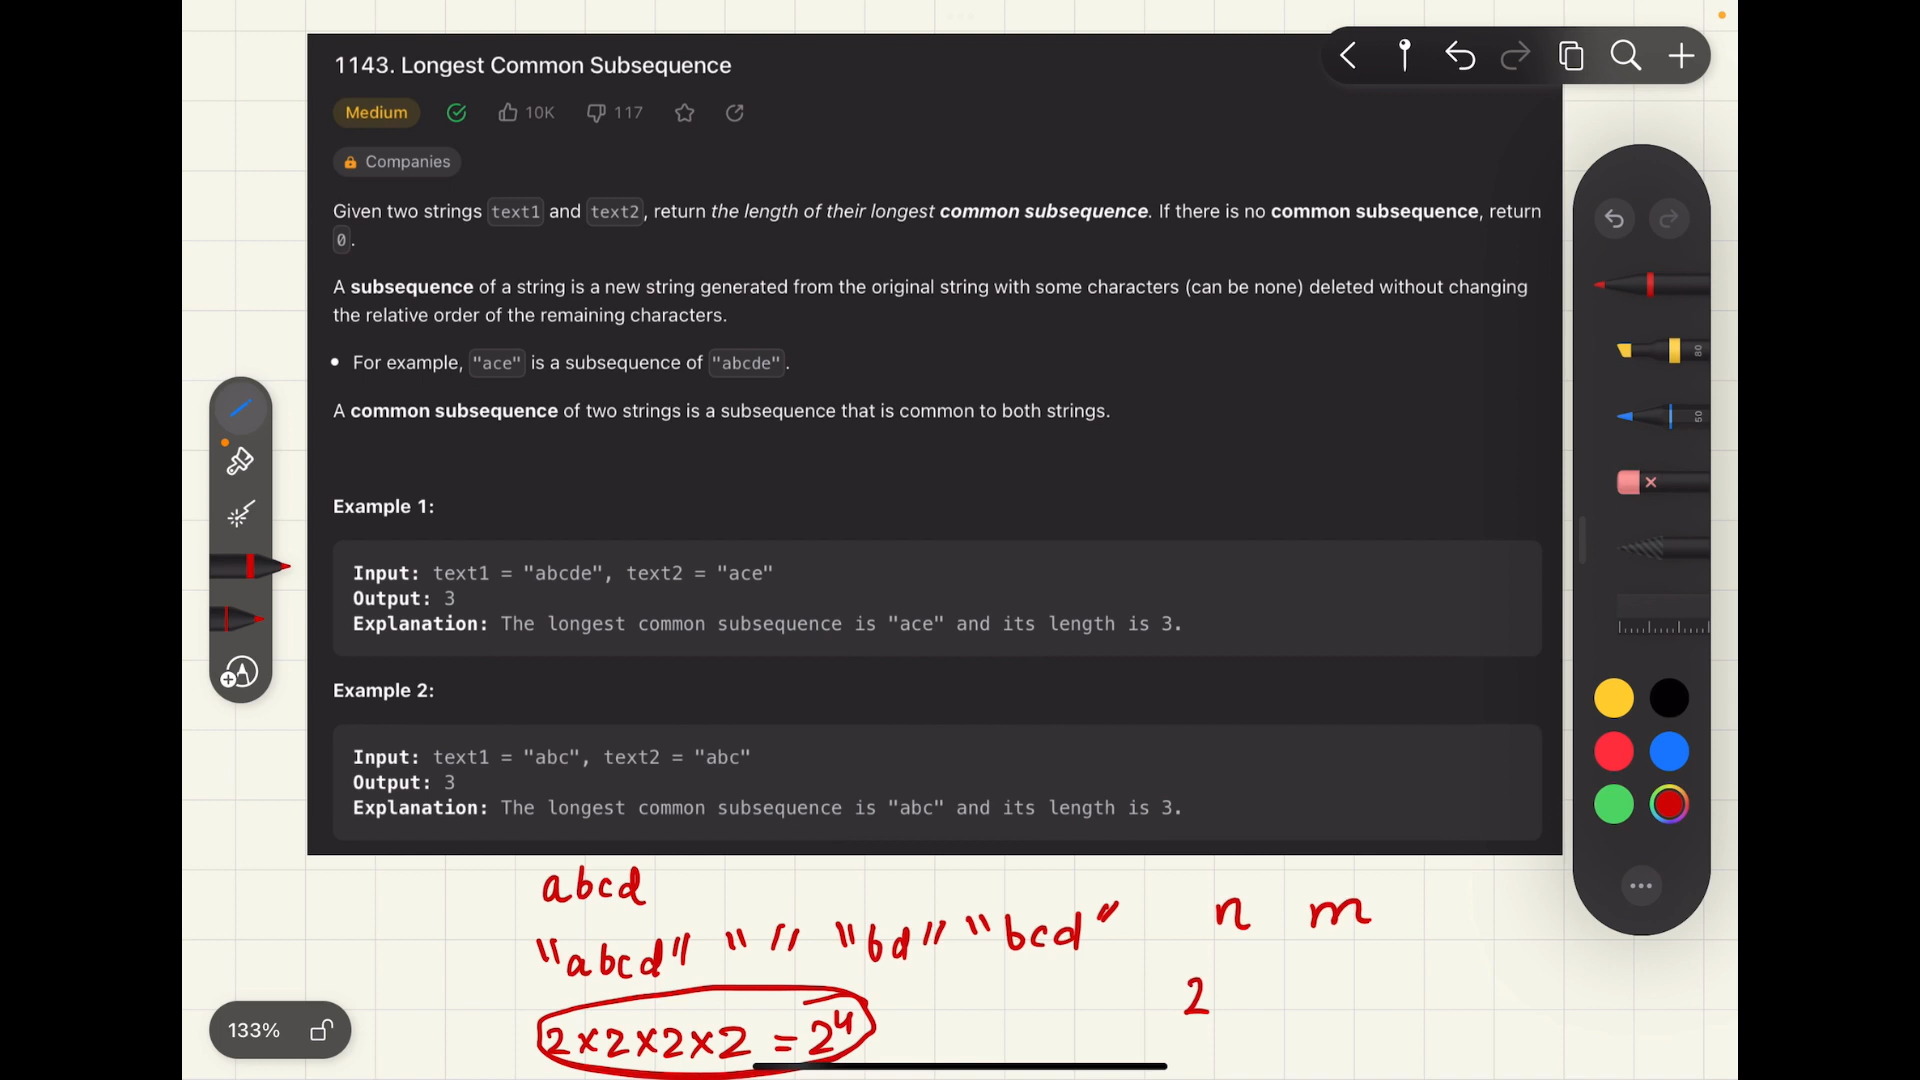 1143. Longest Common Subsequence
Medium 10K 117
Companies
Given two strings text1 and text2, return the length of their longest common subsequence. If there is no common subsequence, return
0.
A subsequence of a string is a new string generated from the original string with some characters (can be none) deleted without changing
the relative order of the remaining characters.
• For example, "ace" is a subsequence of "abcde".
A common subsequence of two strings is a subsequence that is common to both strings.
Example 1:
Input: text1 = "abcde", text2 = "ace"
Output: 3
Explanation: The longest common subsequence is "ace" and its length is 3.
Example 2:
Input: text1 = "abc", text2 = "abc"
Output: 3
Explanation: The longest common subsequence is "abc" and its length is 3.
abcd
"abcd" " " "bd" "bcd"
2×2×2×2 = 2⁴
n m
2
80
50
133%